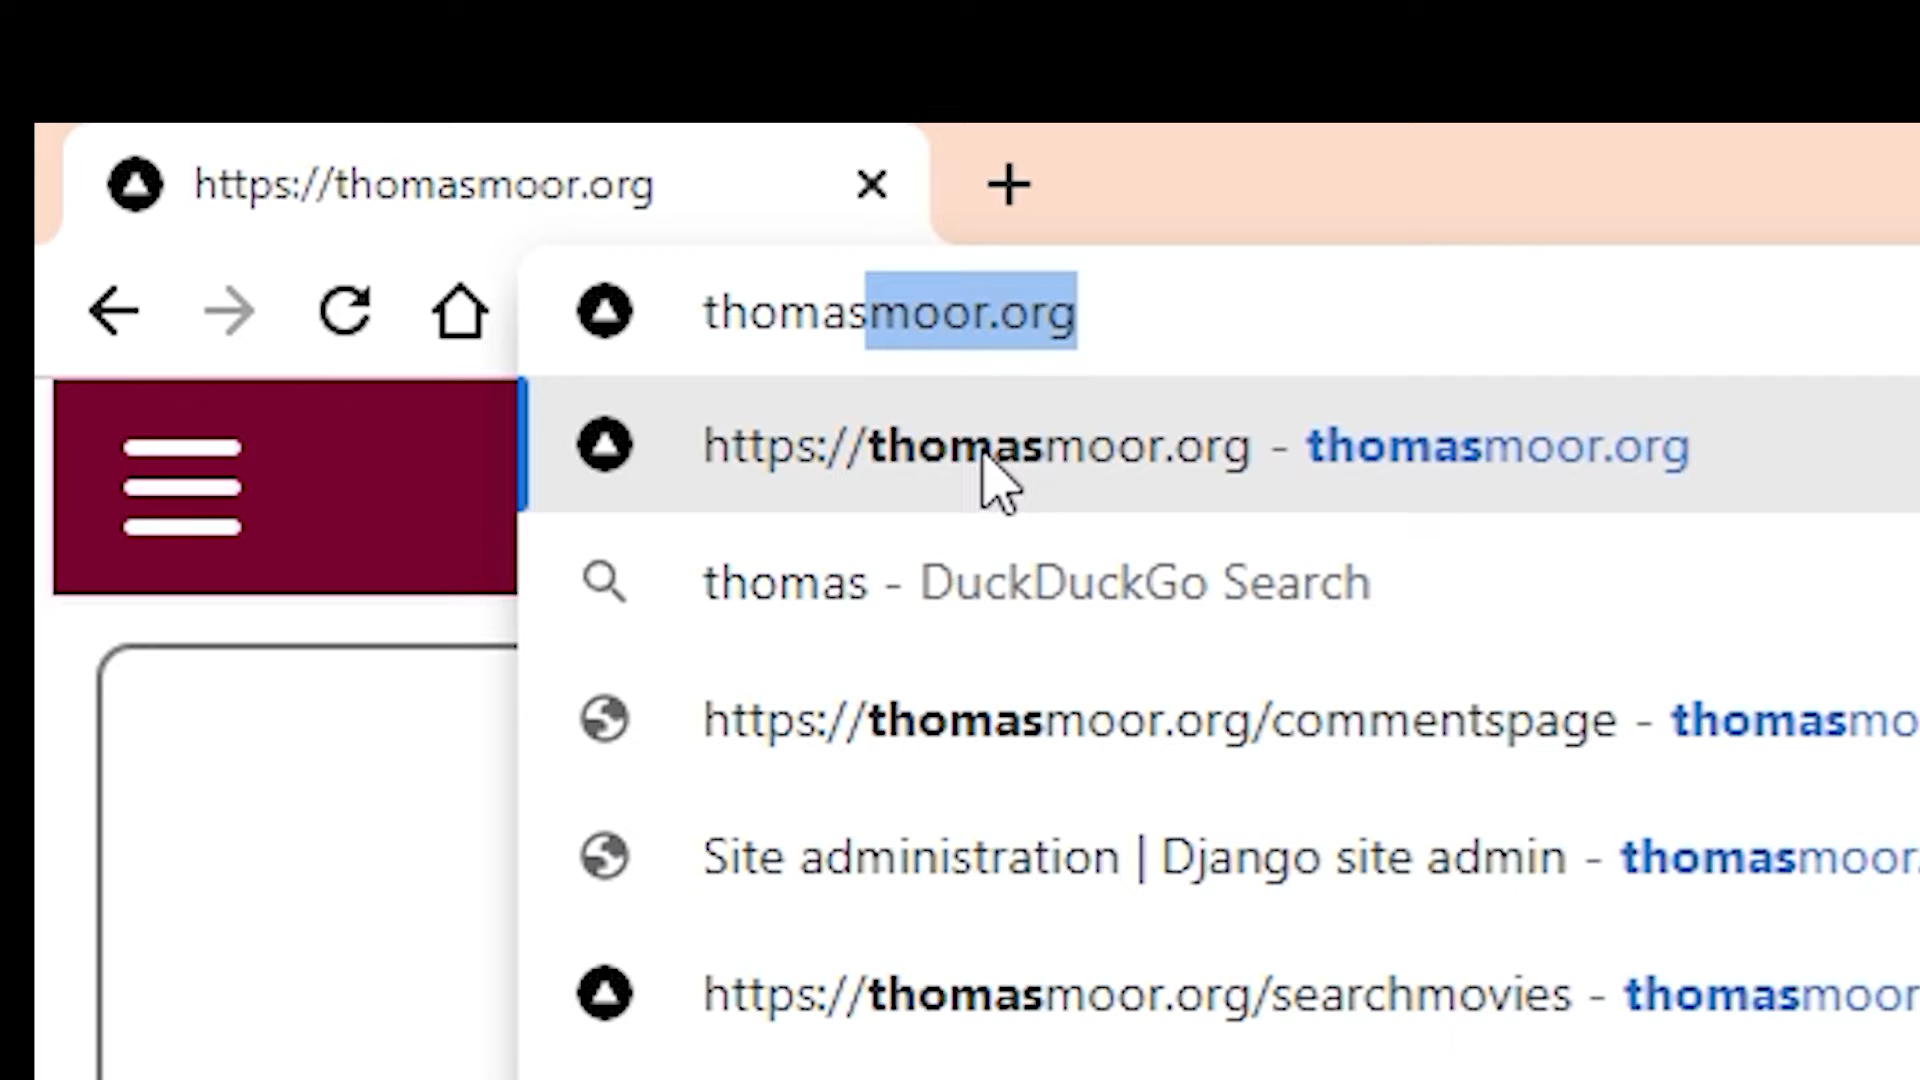 https://thomasmoor.org
thomasmoor.org
https://thomasmoor.org - thomasmoor.org
thomas - DuckDuckGo Search
https://thomasmoor.org/commentspage - thomasmo
Site administration | Django site admin - thomasmoor.
https://thomasmoor.org/searchmovies - thomasmoor